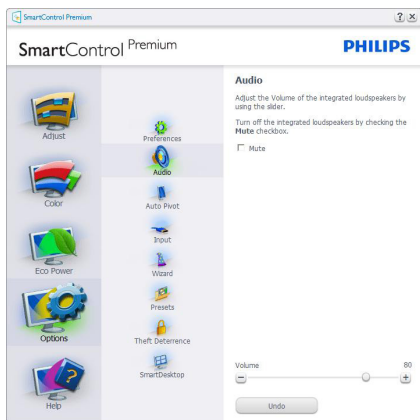 SmartControl Premium
SmartControl Premium
PHILIPS
Adjust
Color
Eco Power
Options
Help
Preferences
Audio
Auto Pivot
Input
Wizard
Presets
Theft Deterrence
SmartDesktop
Audio
Adjust the Volume of the integrated loudspeakers by
using the slider.
Turn off the integrated loudspeakers by checking the
Mute checkbox.
Mute
Volume 80
Undo